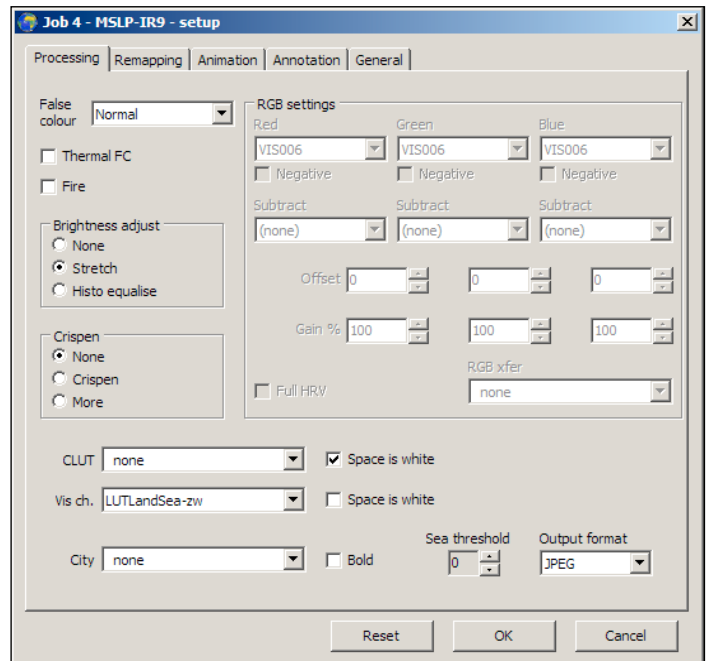 Job 4 - MSLP-IR9 - setup
Processing Remapping Animation Annotation General
False colour Normal
Thermal FC
Fire
Brightness adjust
None
Stretch
Histo equalise
Crispen
None
Crispen
More
RGB settings
Red Green Blue
VIS006 VIS006 VIS006
Negative Negative Negative
Subtract Subtract Subtract
(none) (none) (none)
Offset 0 0 0
Gain % 100 100 100
RGB xfer
Full HRV none
CLUT none Space is white
Vis ch. LUTLandSea-zw Space is white
Sea threshold Output format
City none Bold 0 JPEG
Reset OK Cancel